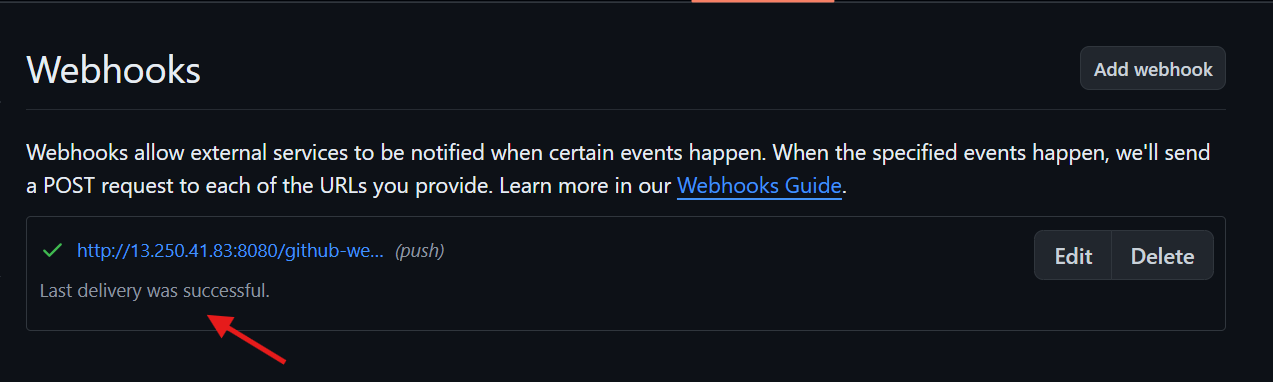 Webhooks
Add webhook
Webhooks allow external services to be notified when certain events happen. When the specified events happen, we'll send
a POST request to each of the URLs you provide. Learn more in our Webhooks Guide.
http://13.250.41.83:8080/github-we... (push)
Edit
Delete
Last delivery was successful.